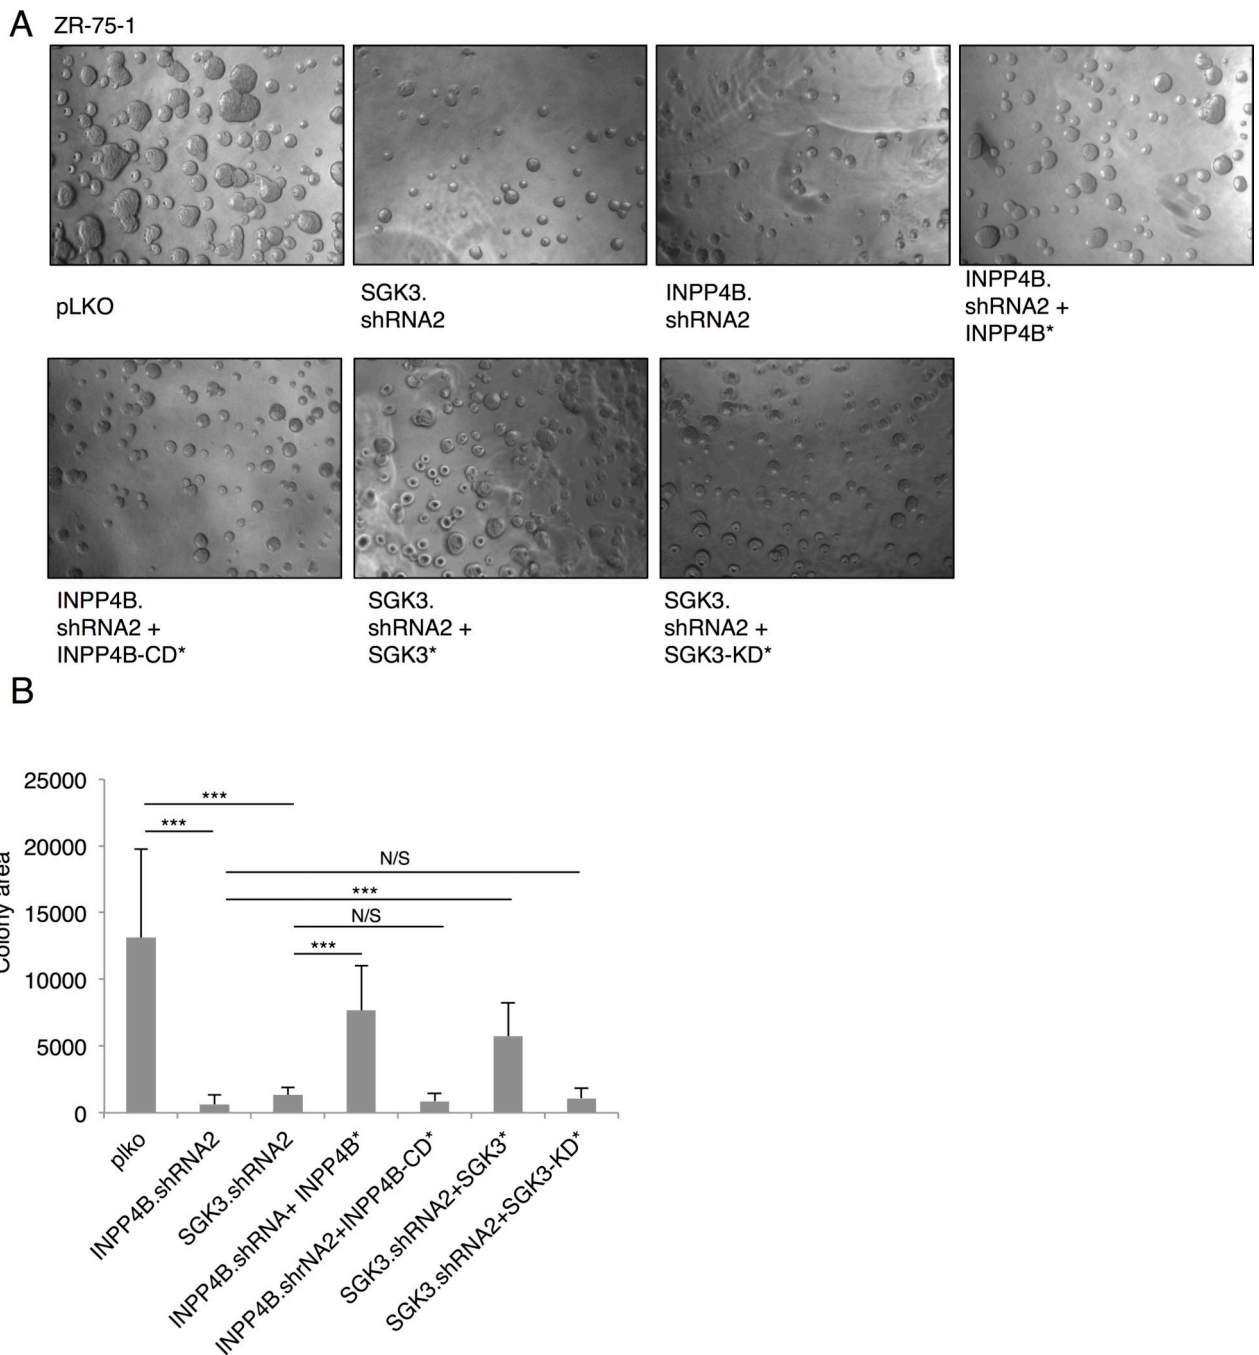 A
ZR-75-1
pLKO
SGK3.
shRNA2
INPP4B.
shRNA2
INPP4B.
shRNA2 +
INPP4B*
INPP4B.
shRNA2 +
INPP4B-CD*
SGK3.
shRNA2 +
SGK3*
SGK3.
shRNA2 +
SGK3-KD*
B
Colony area
25000
20000
15000
10000
5000
0
***
***
N/S
***
N/S
***
plko
INPP4B.shRNA2
SGK3.shRNA2
INPP4B.shRNA+ INPP4B*
INPP4B.shrNA2+INPP4B-CD*
SGK3.shRNA2+SGK3*
SGK3.shRNA2+SGK3-KD*